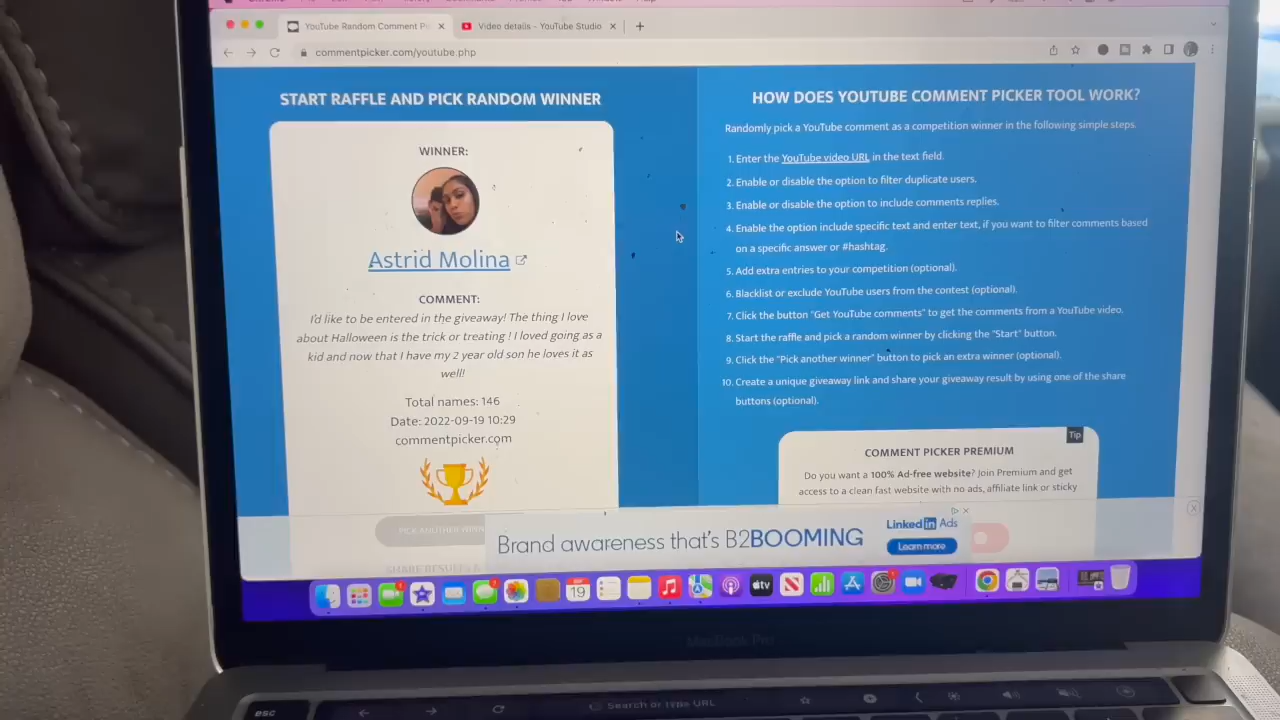 YouTube Random Comment Pi
Video details - YouTube Studio
commentpicker.com/youtube.php
START RAFFLE AND PICK RANDOM WINNER
WINNER:
Astrid Molina
COMMENT:
I'd like to be entered in the giveaway! The thing I love
about Halloween is the trick or treating ! I loved going as a
kid and now that I have my 2 year old son he loves it as
well!
Total names: 146
Date: 2022-09-19 10:29
commentpicker.com
PICK ANOTHER WINN
SHARE RESULTS &
HOW DOES YOUTUBE COMMENT PICKER TOOL WORK?
Randomly pick a YouTube comment as a competition winner in the following simple steps.
1. Enter the YouTube video URL in the text field.
2. Enable or disable the option to filter duplicate users.
3. Enable or disable the option to include comments replies.
4. Enable the option include specific text and enter text, if you want to filter comments based
on a specific answer or #hashtag.
5. Add extra entries to your competition (optional).
6. Blacklist or exclude YouTube users from the contest (optional).
7. Click the button "Get YouTube comments" to get the comments from a YouTube video.
8. Start the raffle and pick a random winner by clicking the "Start" button.
9. Click the "Pick another winner" button to pick an extra winner (optional).
10. Create a unique giveaway link and share your giveaway result by using one of the share
buttons (optional).
Tip
COMMENT PICKER PREMIUM
Do you want a 100% Ad-free website? Join Premium and get
access to a clean fast website with no ads, affiliate link or sticky
Brand awareness that's B2BOOMING
LinkedIn Ads
Learn more
19
tv
MacBook Pro
esc
Search or type URL